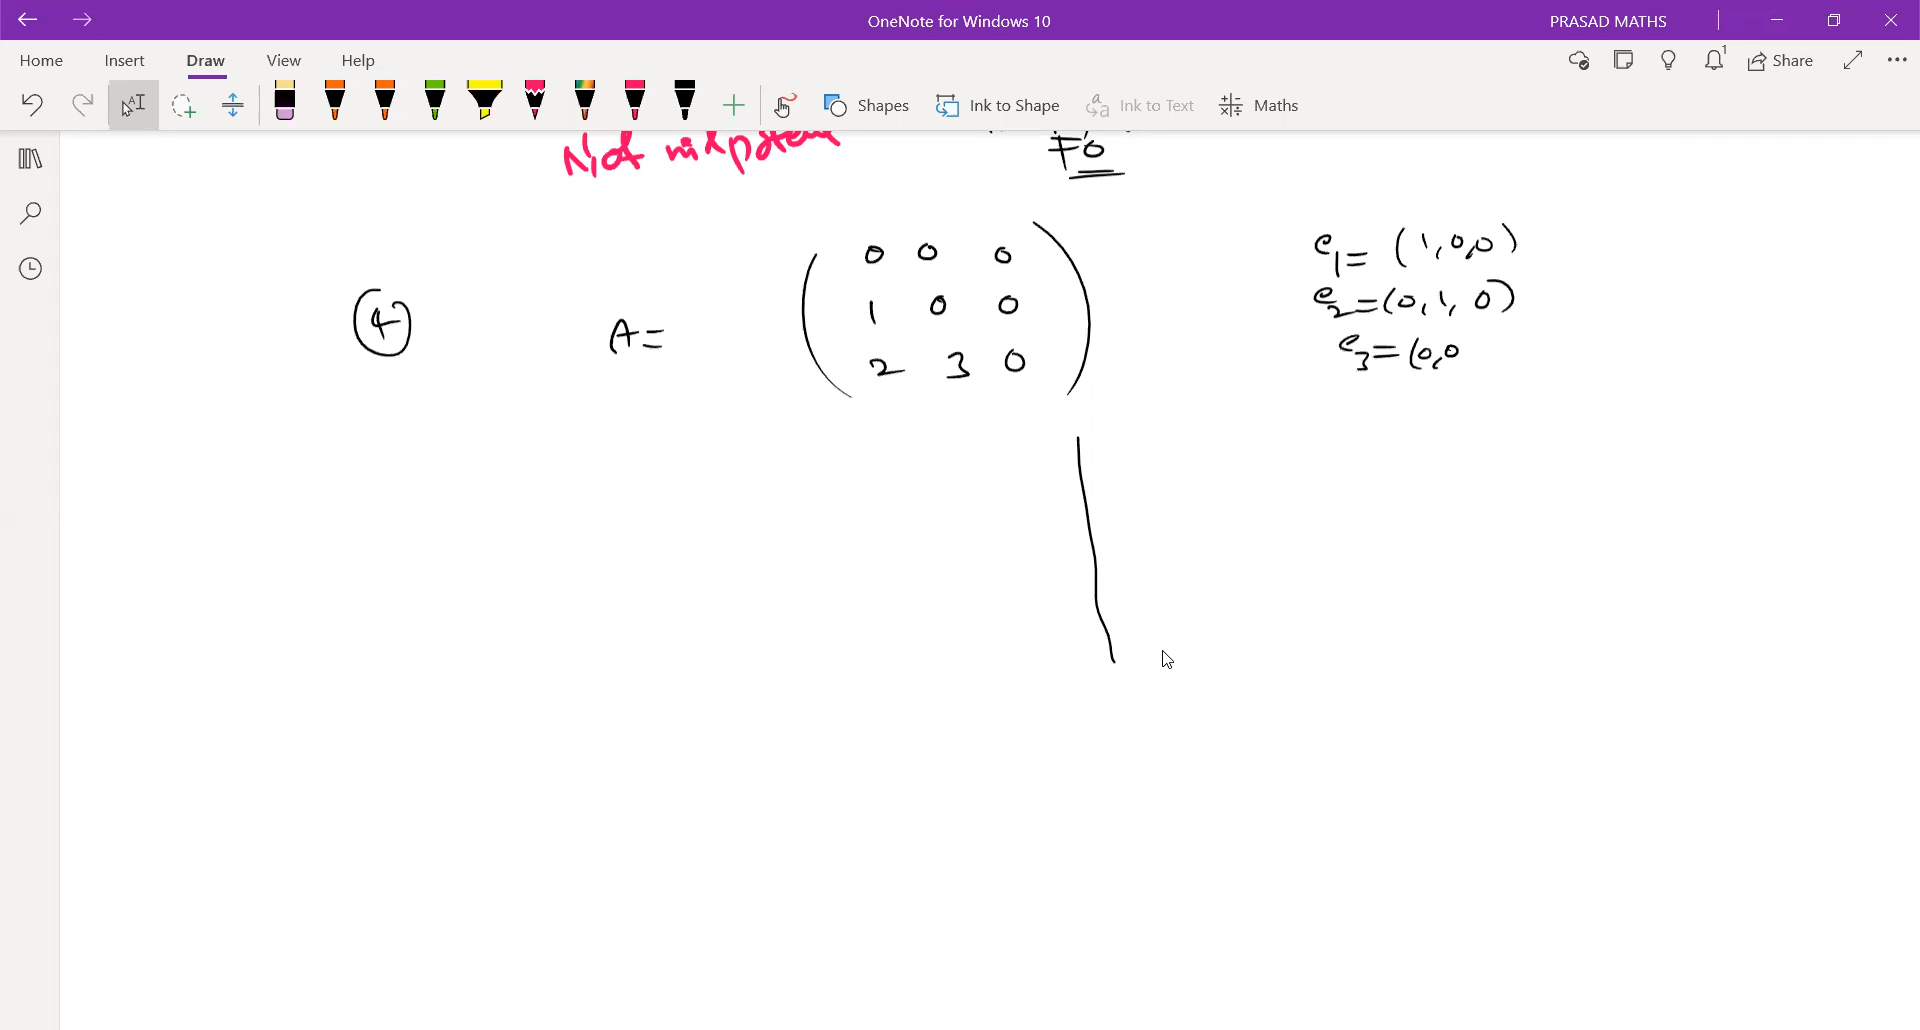 OneNote for Windows 10
PRASAD MATHS
Home Insert Draw View Help
1
Share
AI
Shapes
Ink to Shape
a
a
Ink to Text
Maths
Not
≠0
④ A = ( 0 0 0
1 0 0
2 3 0 )
e1= (1,0,0)
e2=(0,1,0)
e3=(0,0